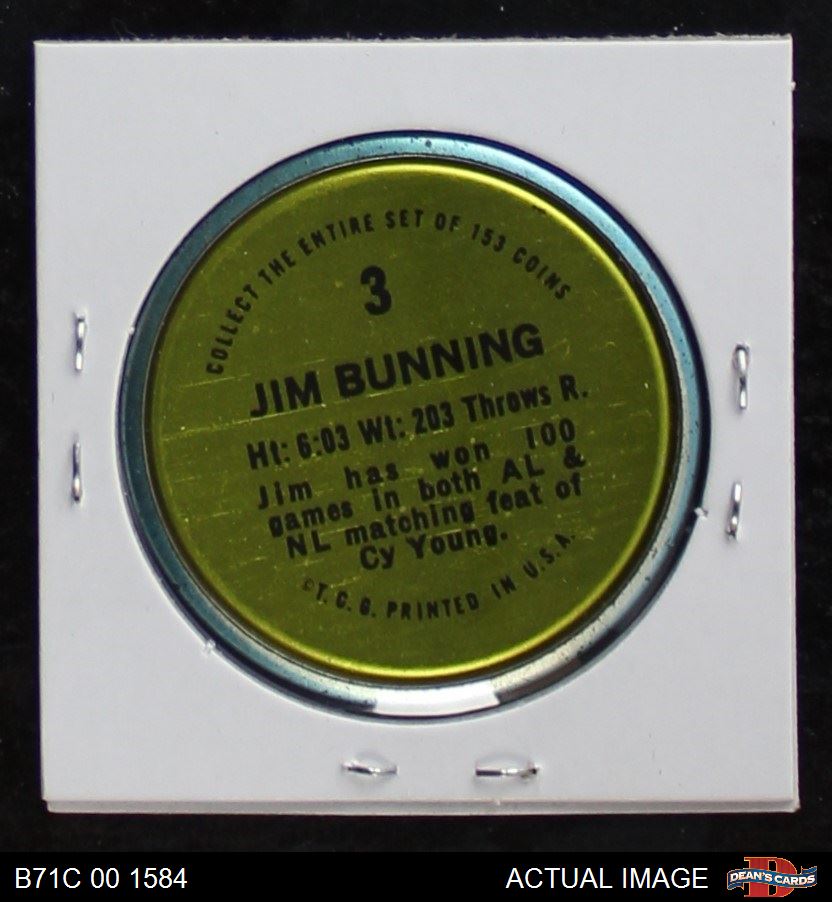 COLLECT THE ENTIRE SET OF 153 COINS
3
JIM BUNNING
Ht: 6:03 Wt: 203 Throws R.
Jim has won 100
games in both AL &
NL matching feat of
Cy Young.
©T. C. G. PRINTED IN U.S.A.
B71C 00 1584
ACTUAL IMAGE
DEAN'S CARDS